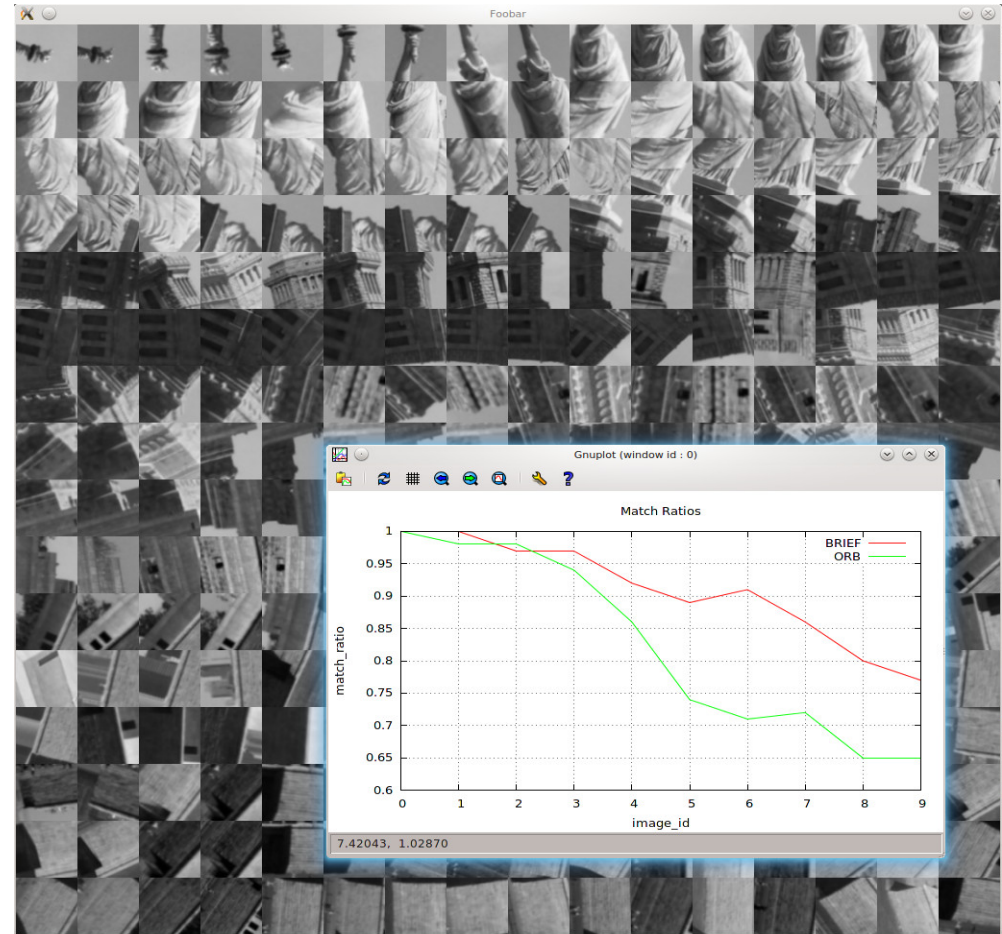 Foobar
Gnuplot (window id : 0)
Match Ratios
BRIEF
ORB
match_ratio
1
0.95
0.9
0.85
0.8
0.75
0.7
0.65
0.6
0 1 2 3 4 5 6 7 8 9
image_id
7.42043, 1.02870